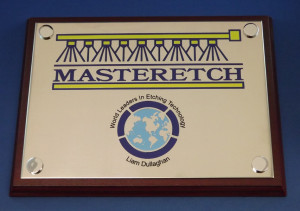 MASTERETCH
World Leaders in Etching Technology
Liam Dullaghan